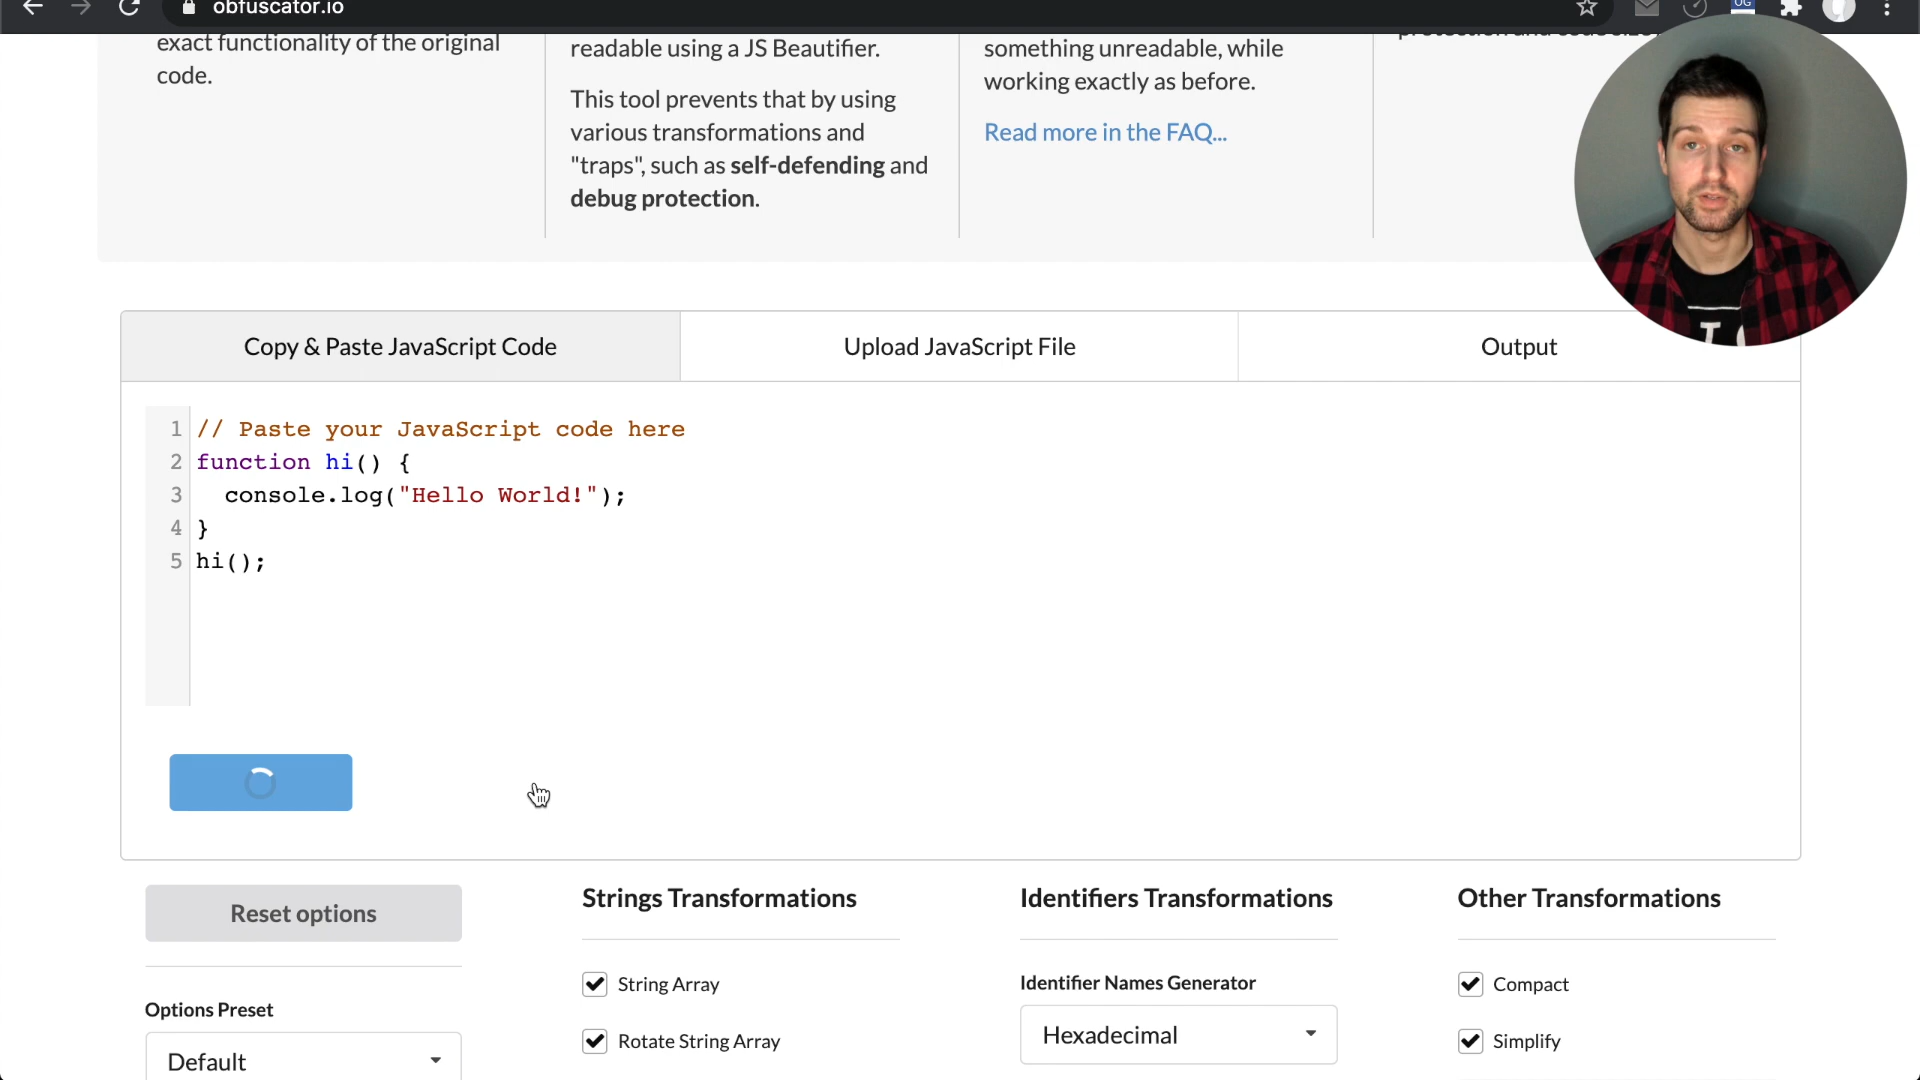 obfuscator.io
OG
exact functionality of the original
code.
readable using a JS Beautifier.
This tool prevents that by using
various transformations and
"traps", such as self-defending and
debug protection.
something unreadable, while
working exactly as before.
Read more in the FAQ...
Copy & Paste JavaScript Code
Upload JavaScript File
Output
1 // Paste your JavaScript code here
2 function hi() {
3 console.log("Hello World!");
4 }
5 hi();
Reset options
Options Preset
Default
Strings Transformations
String Array
Rotate String Array
Identifiers Transformations
Identifier Names Generator
Hexadecimal
Other Transformations
Compact
Simplify